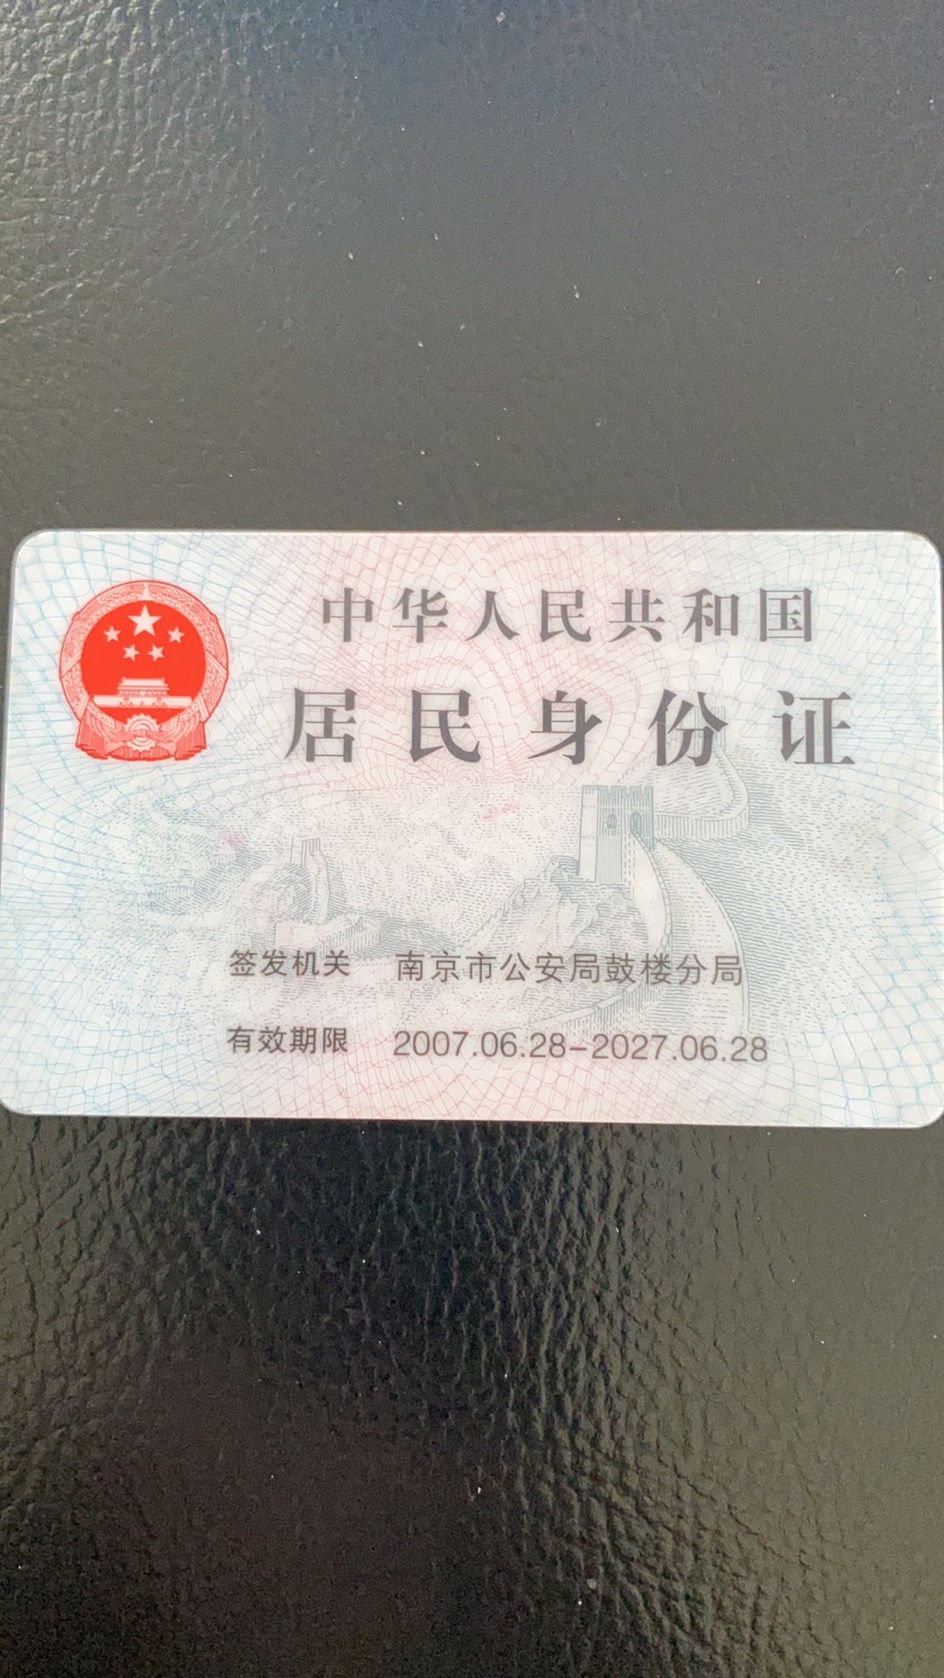 中华人民共和国
居民身份证
签发机关 南京市公安局鼓楼分局
有效期限 2007.06.28-2027.06.28